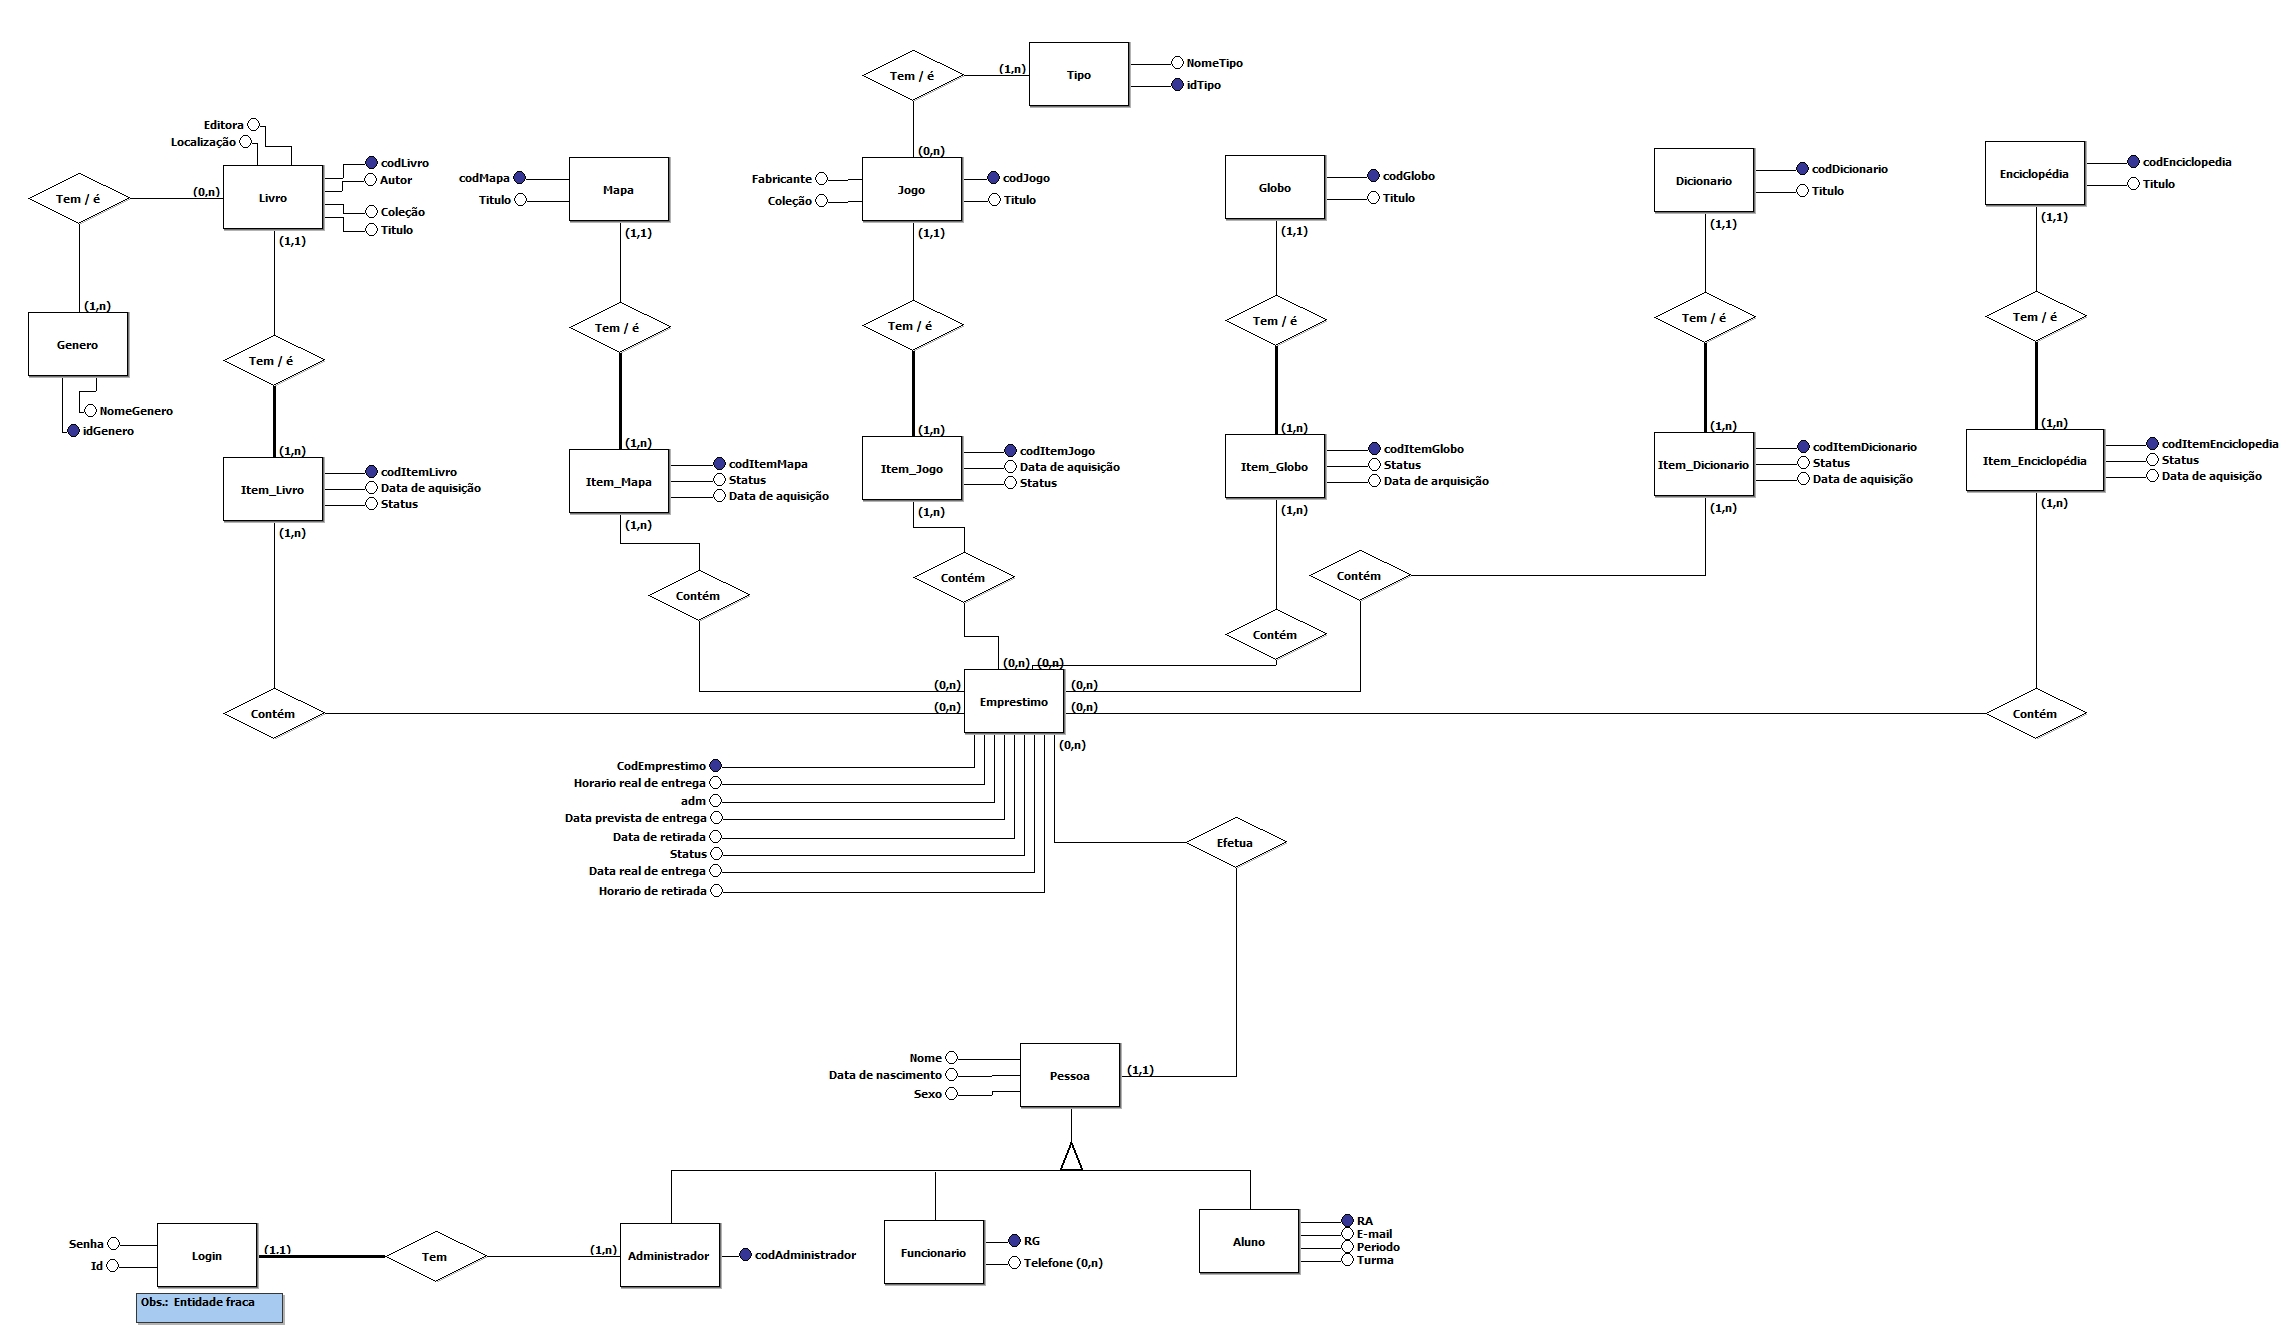 Tem / é
(1,n)
Tipo
NomeTipo
idTipo
(0,n)
Editora
Localização
Tem / é
(0,n)
Livro
codLivro
Autor
Coleção
Titulo
(1,1)
codMapa
Titulo
Mapa
(1,1)
Fabricante
Coleção
Jogo
codJogo
Titulo
(1,1)
Globo
codGlobo
Titulo
(1,1)
Dicionario
codDicionario
Titulo
(1,1)
Enciclopédia
codEnciclopedia
Titulo
(1,1)
(1,n)
Genero
NomeGenero
idGenero
Tem / é
Tem / é
Tem / é
Tem / é
Tem / é
Tem / é
(1,n)
Item_Livro
codItemLivro
Data de aquisição
Status
(1,n)
(1,n)
Item_Mapa
codItemMapa
Status
Data de aquisição
(1,n)
(1,n)
Item_Jogo
codItemJogo
Data de aquisição
Status
(1,n)
(1,n)
Item_Globo
codItemGlobo
Status
Data de arquisição
(1,n)
(1,n)
Item_Dicionario
codItemDicionario
Status
Data de aquisição
(1,n)
(1,n)
Item_Enciclopédia
codItemEnciclopedia
Status
Data de aquisição
(1,n)
Contém
Contém
Contém
Contém
Contém
Contém
(0,n)
(0,n)
(0,n)
(0,n)
(0,n)
(0,n)
Emprestimo
(0,n)
CodEmprestimo
Horario real de entrega
adm
Data prevista de entrega
Data de retirada
Status
Data real de entrega
Horario de retirada
Efetua
Nome
Data de nascimento
Sexo
Pessoa
(1,1)
Senha
Id
Login
(1,1)
Tem
(1,n)
Administrador
codAdministrador
Funcionario
RG
Telefone (0,n)
Aluno
RA
E-mail
Periodo
Turma
Obs.: Entidade fraca